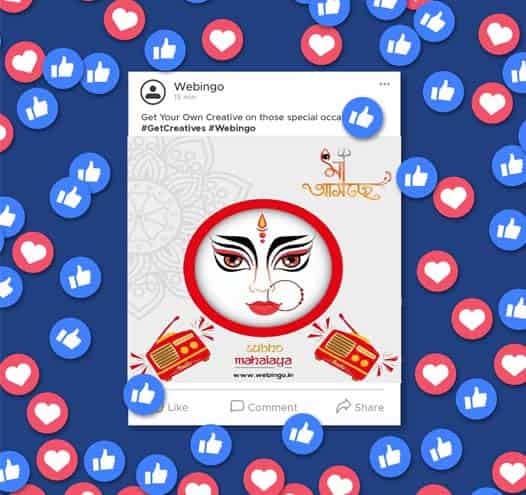 Webingo
15 min
Get Your Own Creative on those special occa
#GetCreatives #Webingo
মা
আসছে
subho
mahalaya
www.webingo.in
Like
Comment
Share